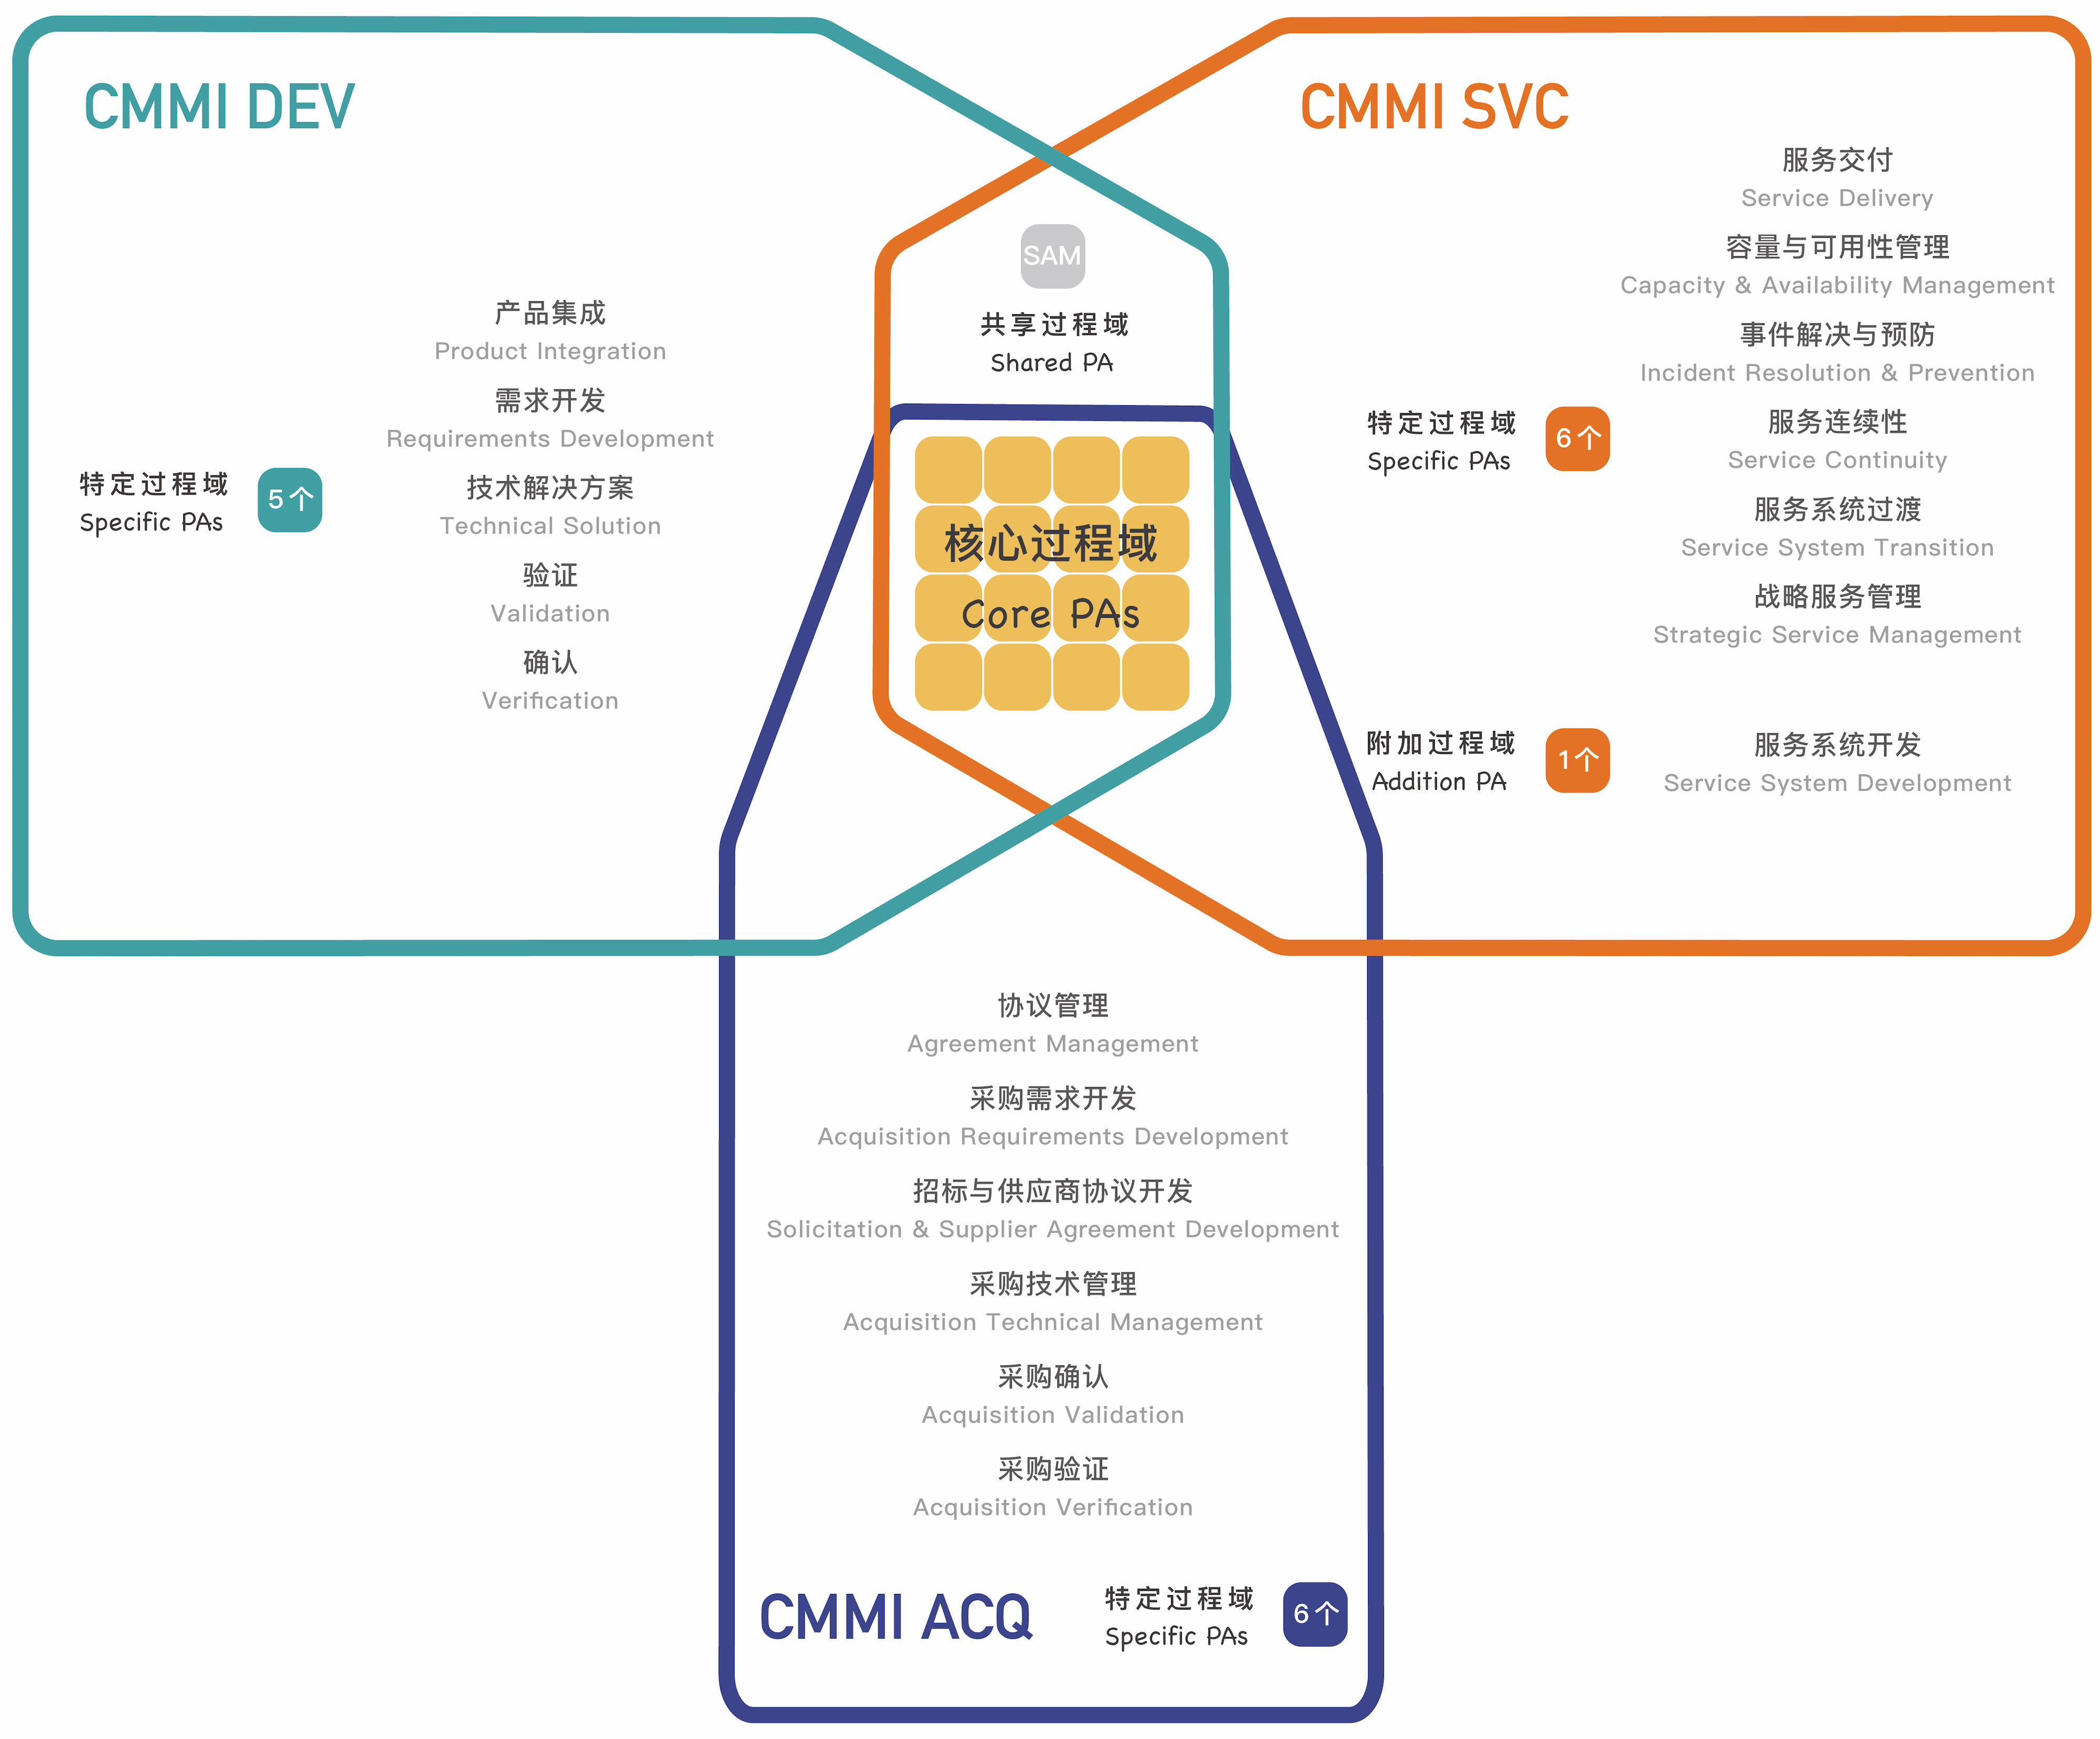 CMMI DEV
特定过程域
Specific PAs
5个
产品集成
Product Integration
需求开发
Requirements Development
技术解决方案
Technical Solution
验证
Validation
确认
Verification
SAM
共享过程域
Shared PA
核心过程域
Core PAs
CMMI SVC
特定过程域
Specific PAs
6个
服务交付
Service Delivery
容量与可用性管理
Capacity & Availability Management
事件解决与预防
Incident Resolution & Prevention
服务连续性
Service Continuity
服务系统过渡
Service System Transition
战略服务管理
Strategic Service Management
附加过程域
Addition PA
1个
服务系统开发
Service System Development
协议管理
Agreement Management
采购需求开发
Acquisition Requirements Development
招标与供应商协议开发
Solicitation & Supplier Agreement Development
采购技术管理
Acquisition Technical Management
采购确认
Acquisition Validation
采购验证
Acquisition Verification
CMMI ACQ
特定过程域
Specific PAs
6个